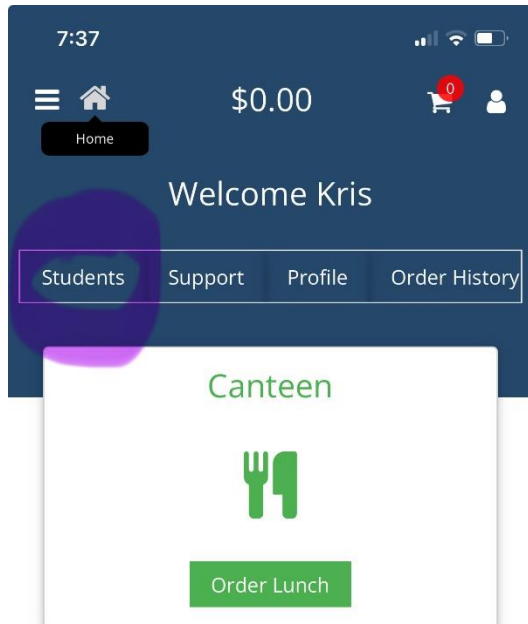 7:37
$0.00
0
Home
Welcome Kris
Students Support Profile Order History
Canteen
Order Lunch